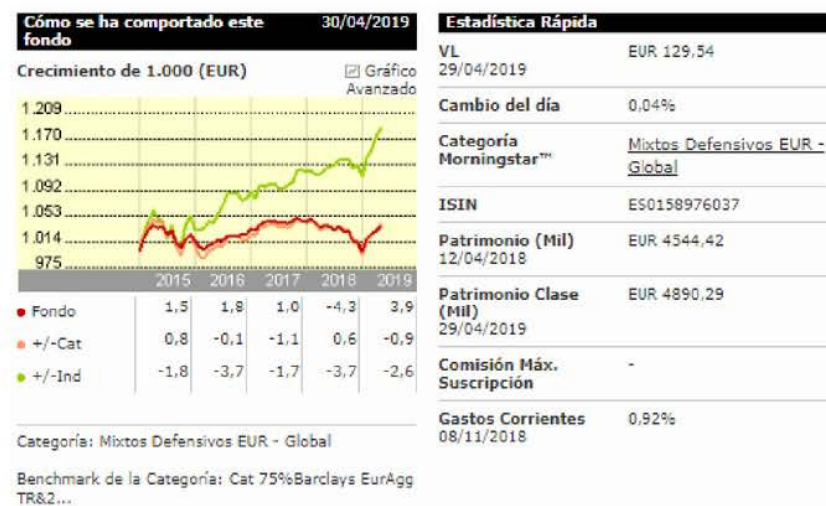 Cómo se ha comportado este 30/04/2019
fondo
Crecimiento de 1.000 (EUR) Gráfico
Avanzado
1.209
1.170
1.131
1.092
1.053
1.014
975
2015 2016 2017 2018 2019
Fondo 1,5 1,8 1,0 -4,3 3,9
+/-Cat 0,8 -0,1 -1,1 0,6 -0,9
+/-Ind -1,8 -3,7 -1,7 -3,7 -2,6
Categoría: Mixtos Defensivos EUR - Global
Benchmark de la Categoría: Cat 75%Barclays EurAgg
TR&2...
Estadística Rápida
VL EUR 129,54
29/04/2019
Cambio del día 0,04%
Categoría Mixtos Defensivos EUR -
Morningstar™ Global
ISIN ES0158976037
Patrimonio (Mil) EUR 4544,42
12/04/2018
Patrimonio Clase EUR 4890,29
(Mil)
29/04/2019
Comisión Máx. -
Suscripción
Gastos Corrientes 0,92%
08/11/2018